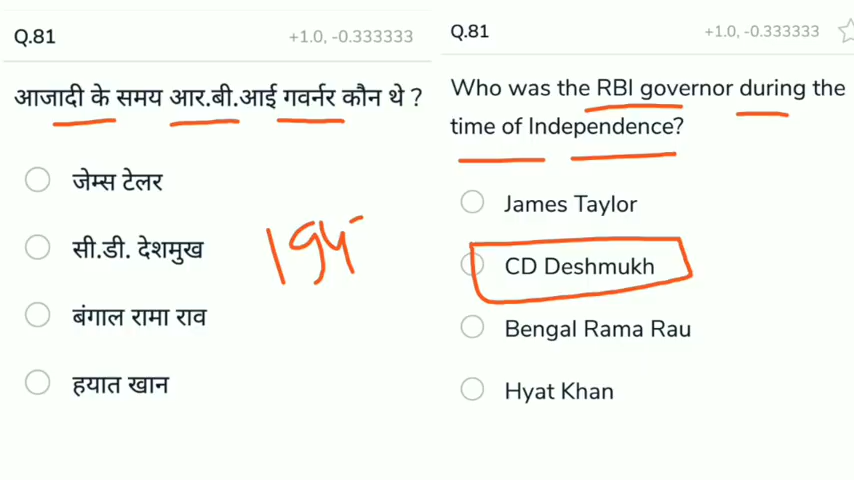 Q.81
+1.0, -0.333333
आजादी के समय आर.बी.आई गवर्नर कौन थे ?
जेम्स टेलर
सी.डी. देशमुख
बंगाल रामा राव
हयात खान
Q.81
+1.0, -0.333333
Who was the RBI governor during the
time of Independence?
James Taylor
CD Deshmukh
Bengal Rama Rau
Hyat Khan